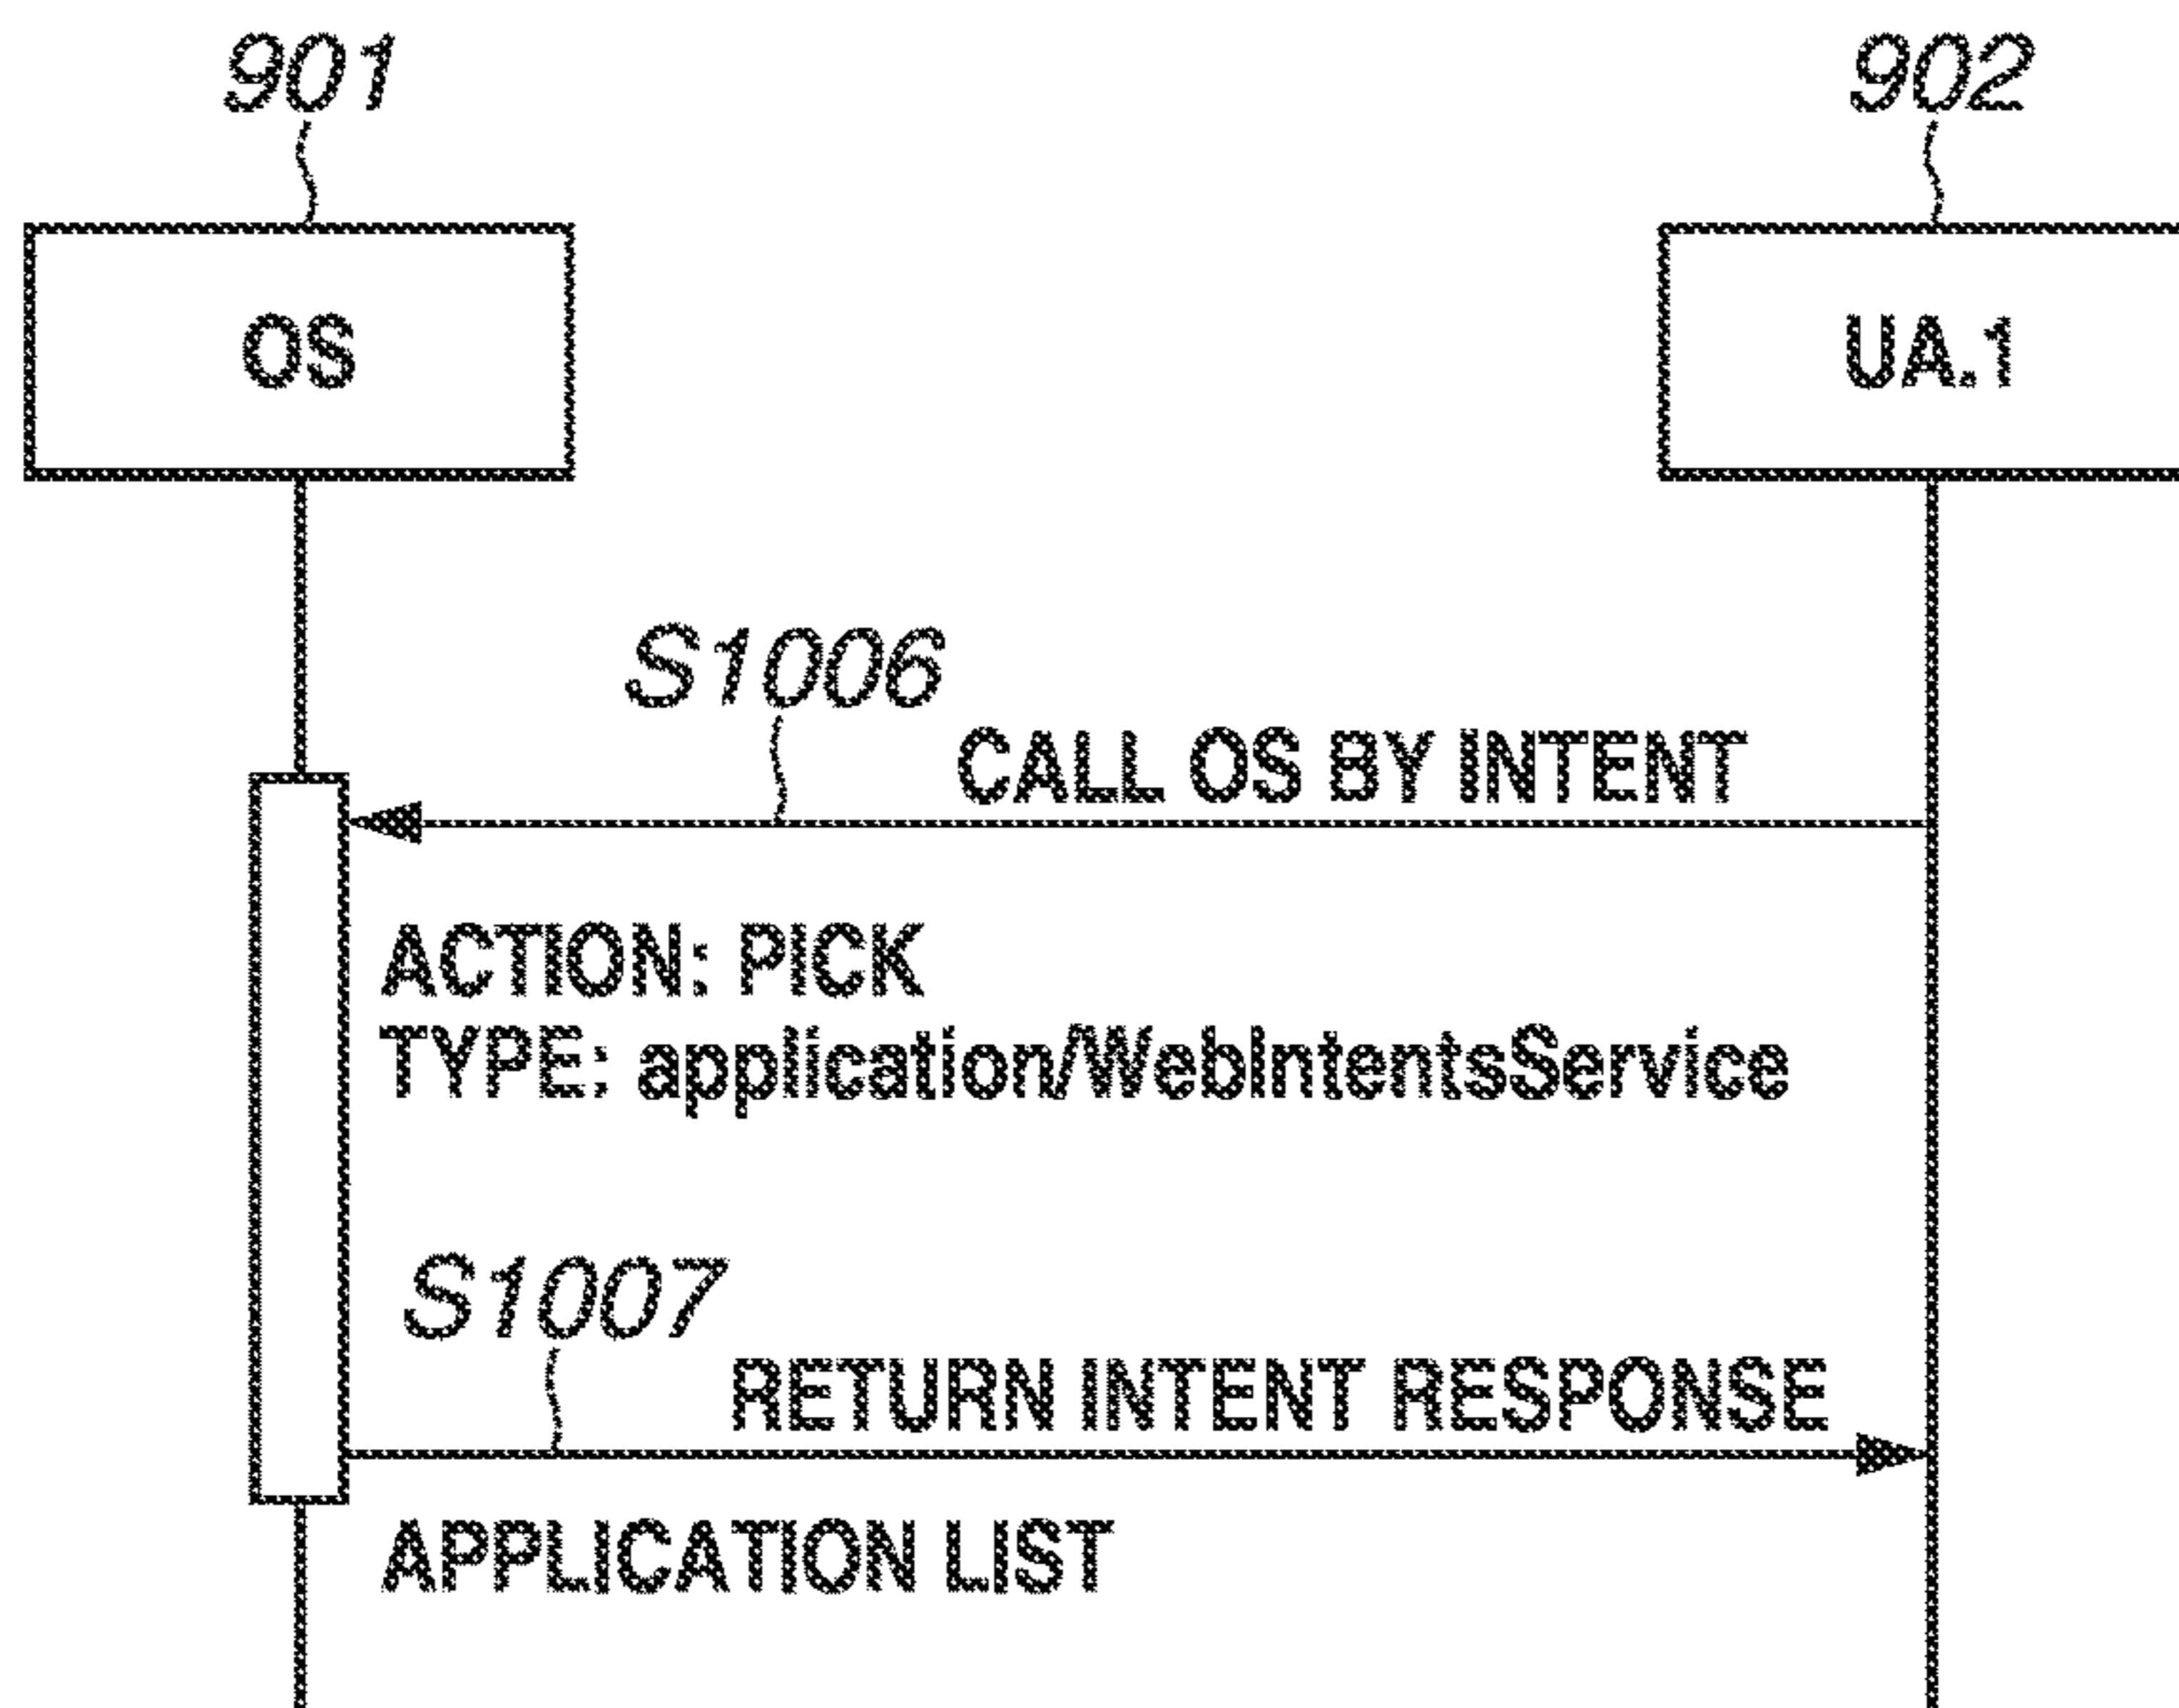 901
902
OS
UA.1
S1006
CALL OS BY INTENT
ACTION: PICK
TYPE: application/WebIntentsService
S1007
RETURN INTENT RESPONSE
APPLICATION LIST